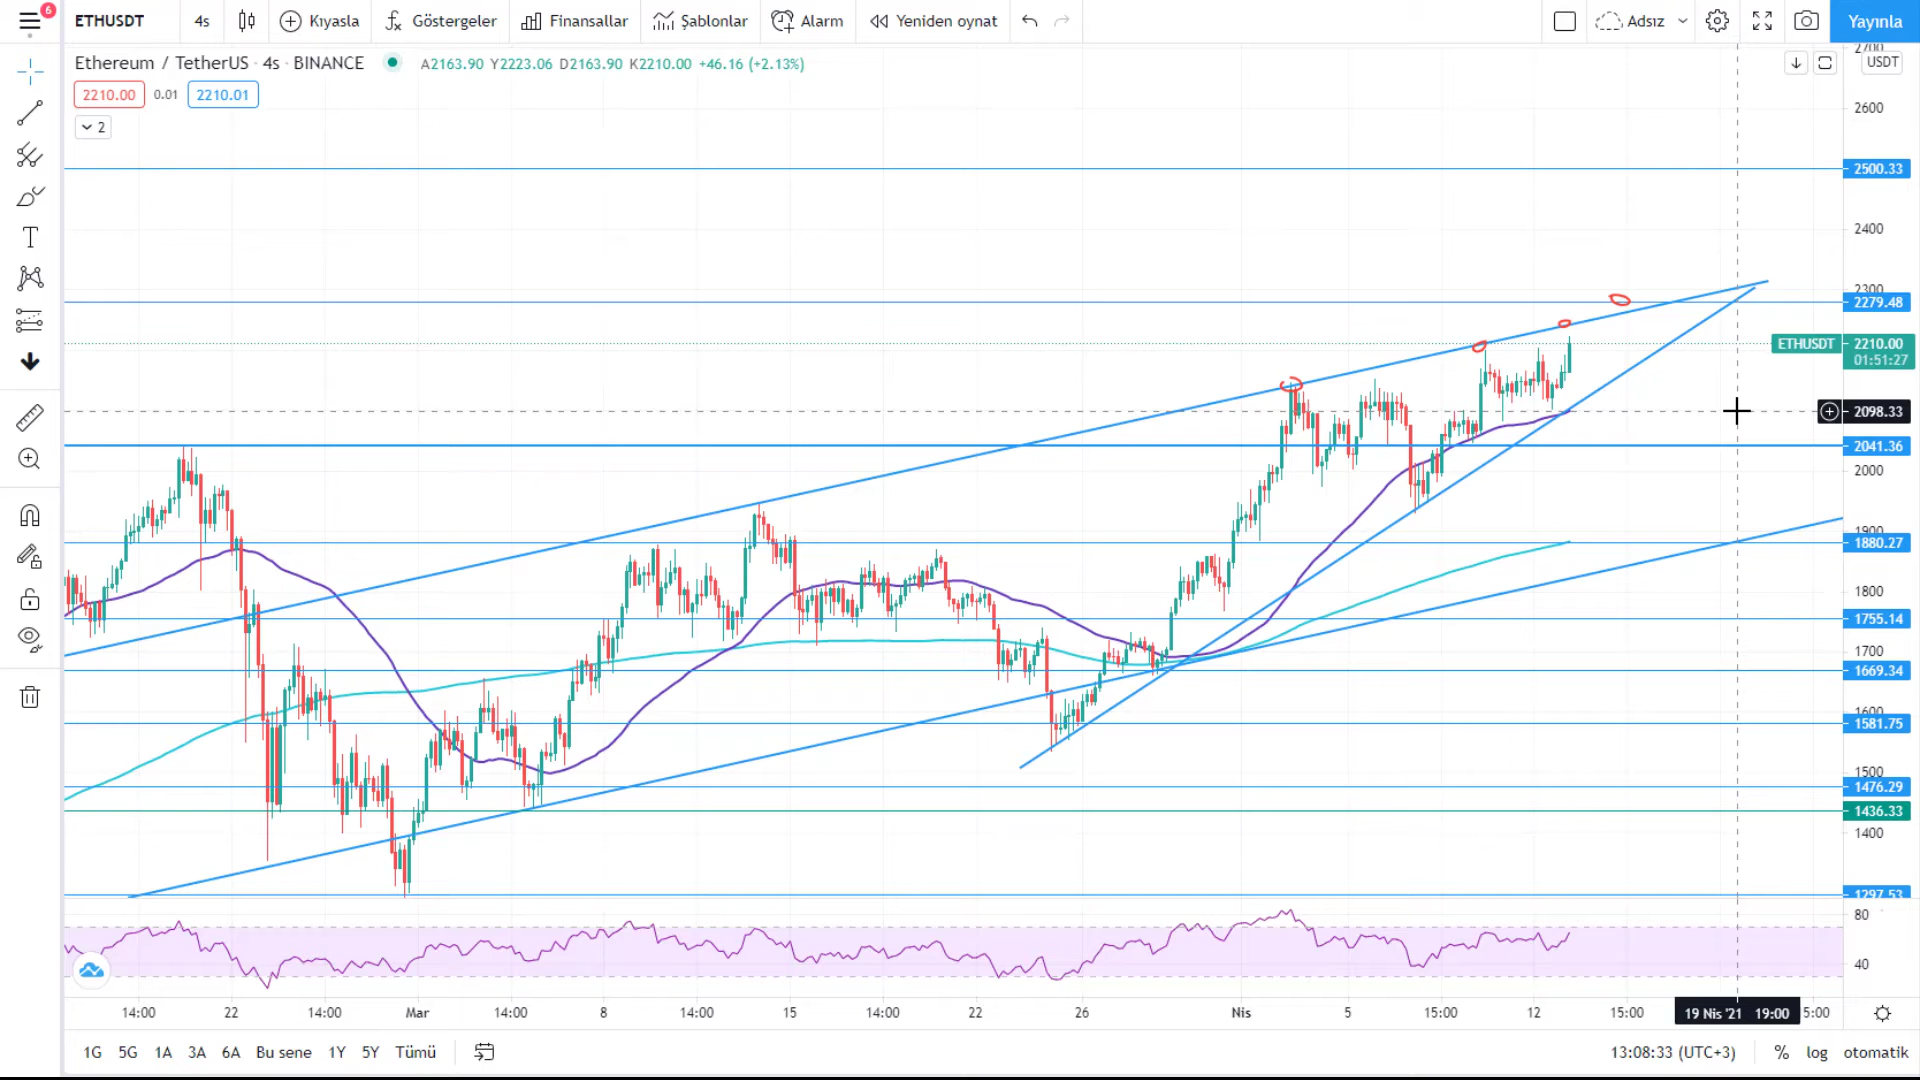 6
ETHUSDT
4s
Kıyasla
Göstergeler
Finansallar
Şablonlar
Alarm
Yeniden oynat
Adsız
Yayınla
Ethereum / TetherUS · 4s · BINANCE
A2163.90 Y2223.06 D2163.90 K2210.00 +46.16 (+2.13%)
2210.00 0.01 2210.01
2
2700
USDT
2600
2500.33
2400
2300
2279.48
ETHUSDT 2210.00
01:51:27
2098.33
2041.36
2000
1900
1880.27
1800
1755.14
1700
1669.34
1600
1581.75
1500
1476.29
1436.33
1400
1297.53
80
40
14:00 22 14:00 Mar 14:00 8 14:00 15 14:00 22 26 Nis 5 15:00 12 15:00 19 Nis '21 19:00 5:00
1G 5G 1A 3A 6A Bu sene 1Y 5Y Tümü
13:08:33 (UTC+3) % log otomatik